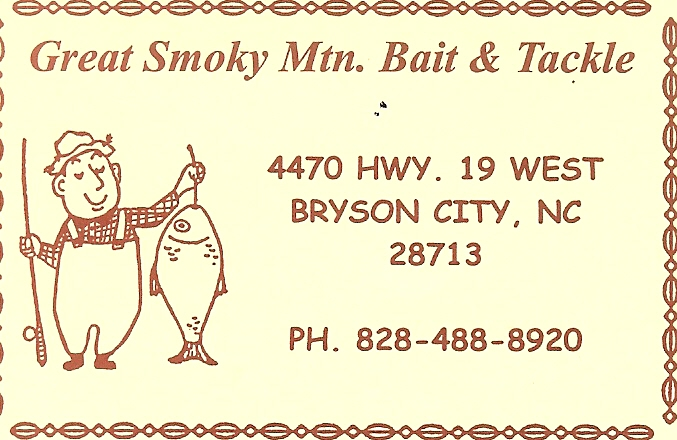 Great Smoky Mtn. Bait & Tackle
4470 HWY. 19 WEST
BRYSON CITY, NC
28713
PH. 828-488-8920